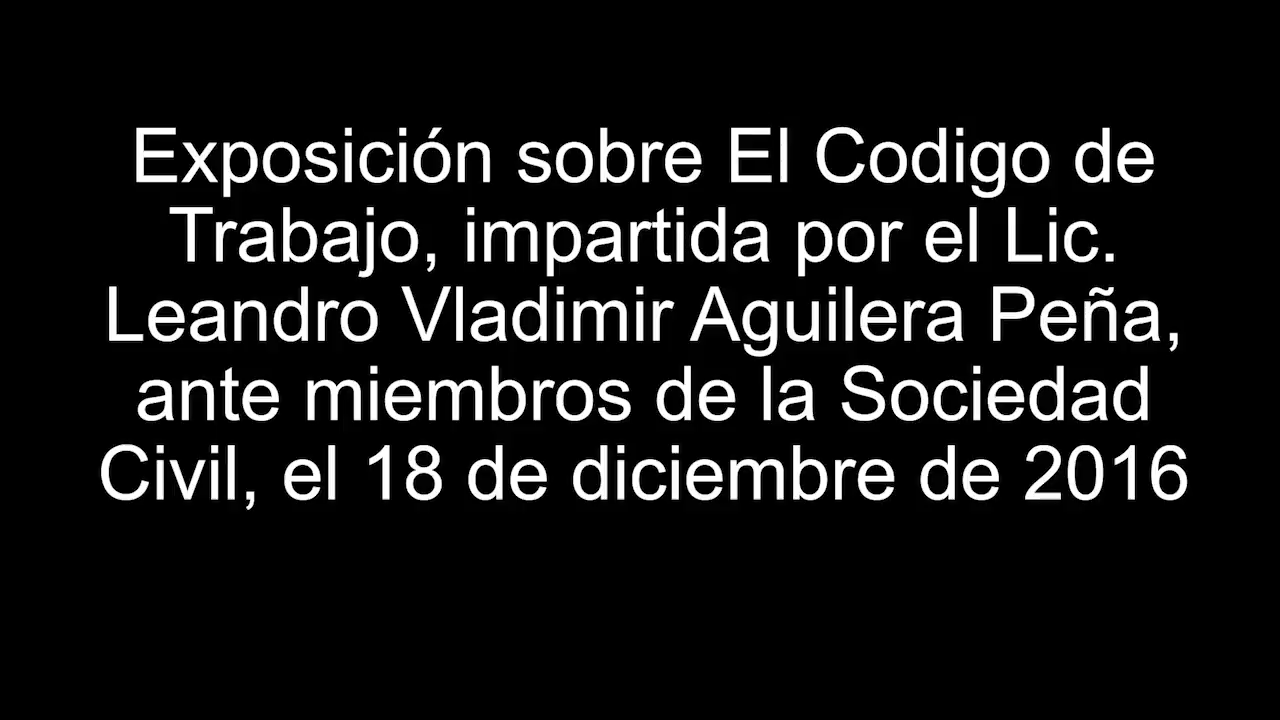 Exposición sobre El Codigo de
Trabajo, impartida por el Lic.
Leandro Vladimir Aguilera Peña,
ante miembros de la Sociedad
Civil, el 18 de diciembre de 2016